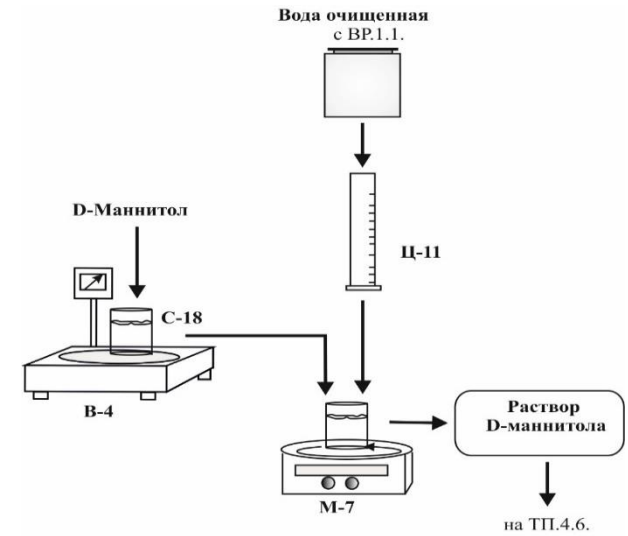 Вода очищенная
с ВР.1.1.
D-Маннитол
Ц-11
С-18
В-4
Раствор
D-маннитола
М-7
на ТП.4.6.